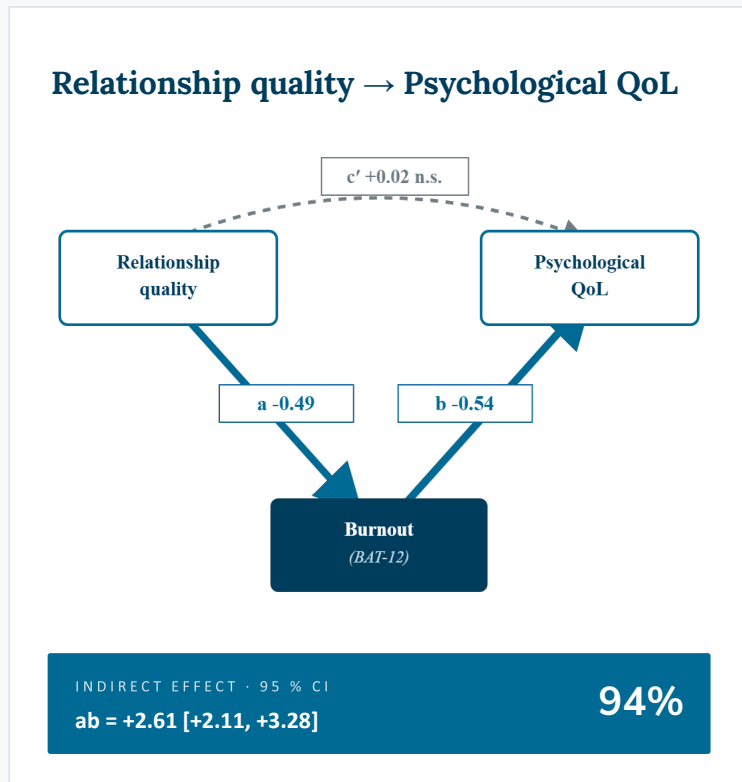 Relationship quality → Psychological QoL
c′ +0.02 n.s.
Relationship
quality
Psychological
QoL
a -0.49
b -0.54
Burnout
(BAT-12)
INDIRECT EFFECT · 95 % CI
ab = +2.61 [+2.11, +3.28]
94%